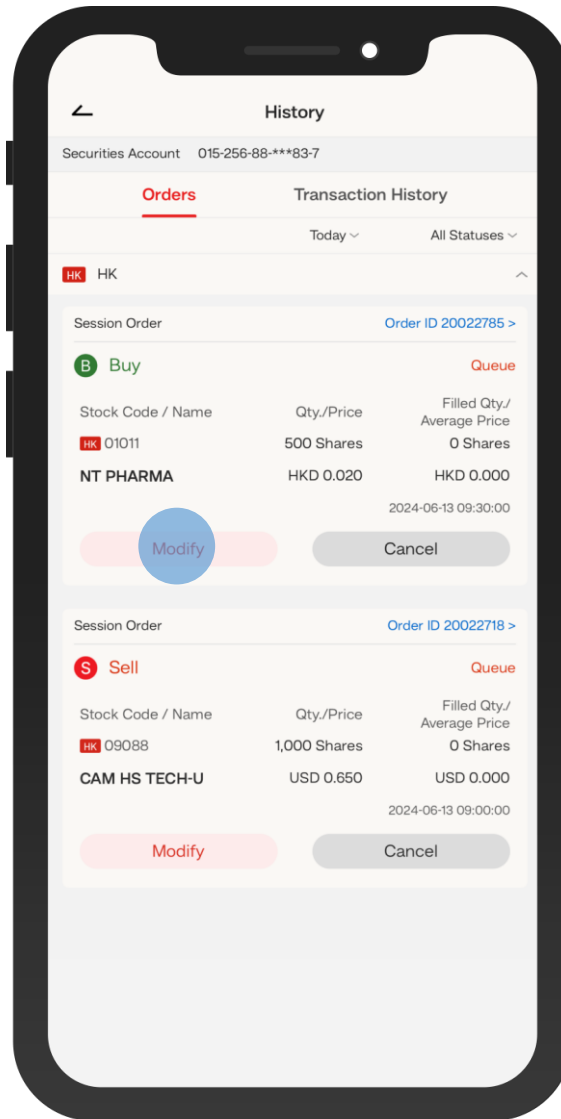 History
Securities Account 015-256-88-***83-7
Orders Transaction History
Today All Statuses
HK HK
Session Order Order ID 20022785 >
B Buy Queue
Stock Code / Name Qty./Price Filled Qty./
Average Price
HK 01011 500 Shares 0 Shares
NT PHARMA HKD 0.020 HKD 0.000
2024-06-13 09:30:00
Modify Cancel
Session Order Order ID 20022718 >
S Sell Queue
Stock Code / Name Qty./Price Filled Qty./
Average Price
HK 09088 1,000 Shares 0 Shares
CAM HS TECH-U USD 0.650 USD 0.000
2024-06-13 09:00:00
Modify Cancel